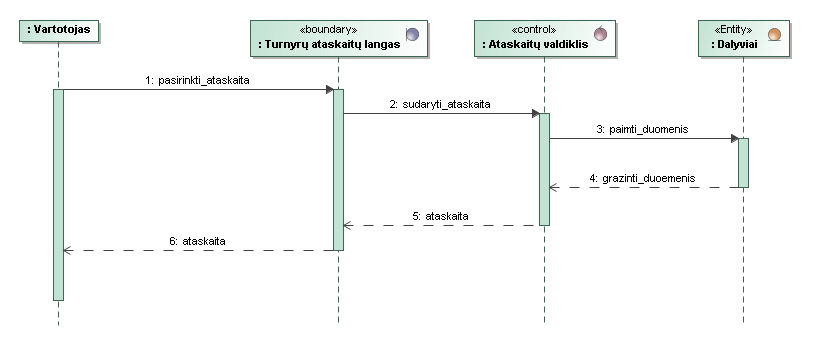 : Vartotojas
«boundary»
: Turnyrų ataskaitų langas
«control»
: Ataskaitų valdiklis
«Entity»
: Dalyviai
1: pasirinkti_ataskaita
2: sudaryti_ataskaita
3: paimti_duomenis
4: grazinti_duoemenis
5: ataskaita
6: ataskaita